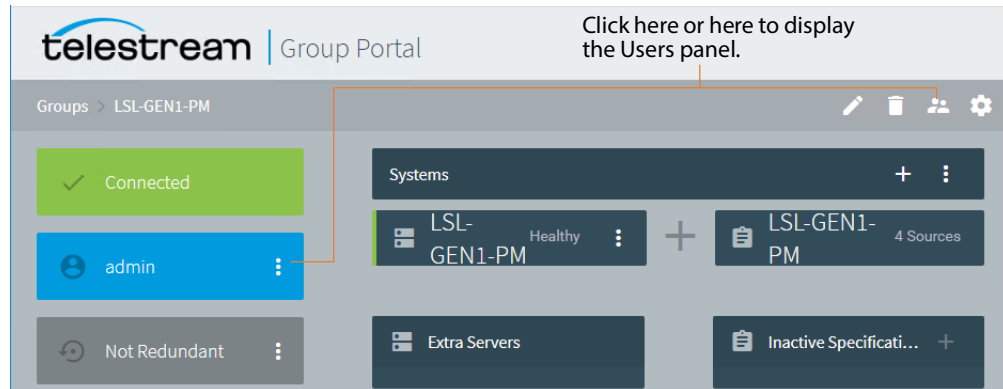 Click here or here to display
the Users panel.
telestream | Group Portal
Groups > LSL-GEN1-PM
Connected
Systems
LSL-
GEN1-PM
Healthy
LSL-GEN1-
PM
4 Sources
admin
Not Redundant
Extra Servers
Inactive Specificati...